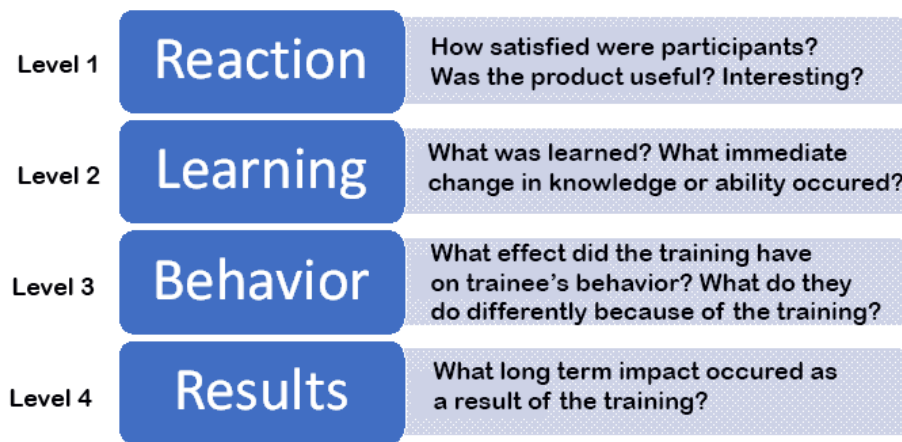 Level 1
Reaction
How satisfied were participants?
Was the product useful? Interesting?
Level 2
Learning
What was learned? What immediate
change in knowledge or ability occured?
Level 3
Behavior
What effect did the training have
on trainee's behavior? What do they
do differently because of the training?
Level 4
Results
What long term impact occured as
a result of the training?